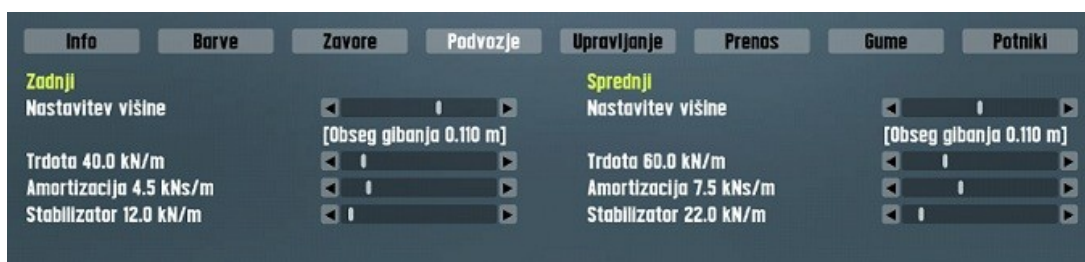 Info Barve Zavore Podvozje Upravljanje Prenos Gume Potniki
Zadnji
Nastavitev višine
[Obseg gibanja 0.110 m]
Trdota 40.0 kN/m
Amortizacija 4.5 kNs/m
Stabilizator 12.0 kN/m
Sprednji
Nastavitev višine
[Obseg gibanja 0.110 m]
Trdota 60.0 kN/m
Amortizacija 7.5 kNs/m
Stabilizator 22.0 kN/m